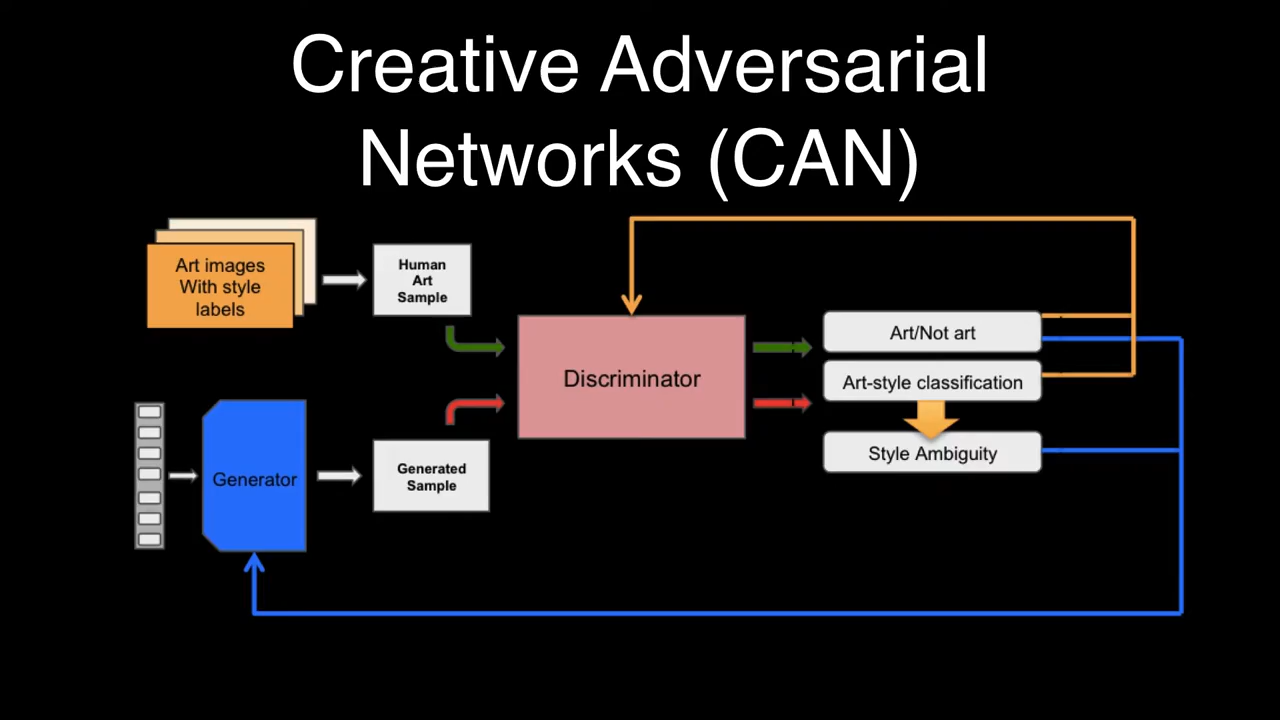 Creative Adversarial
Networks (CAN)
Art images
With style
labels
Human
Art
Sample
Discriminator
Art/Not art
Art-style classification
Style Ambiguity
Generator
Generated
Sample